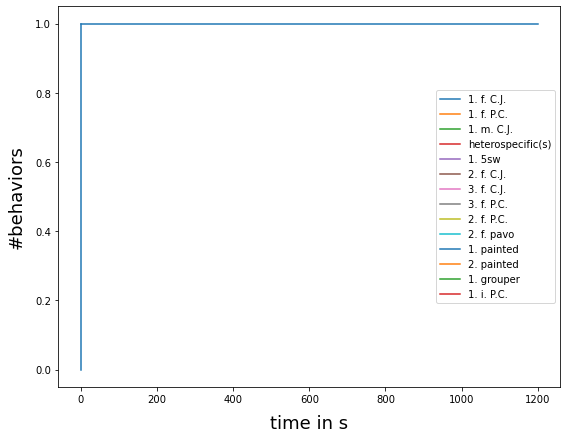 1.0
0.8
0.6
0.4
0.2
0.0
#behaviors
1. f. C.J.
1. f. P.C.
1. m. C.J.
heterospecific(s)
1. 5sw
2. f. C.J.
3. f. C.J.
3. f. P.C.
2. f. P.C.
2. f. pavo
1. painted
2. painted
1. grouper
1. i. P.C.
0 200 400 600 800 1000 1200
time in s